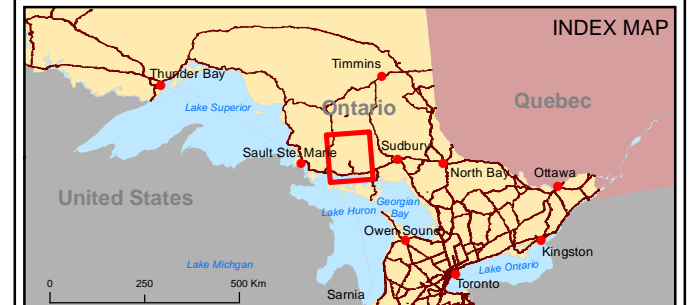 INDEX MAP
Timmins
Thunder Bay
Ontario
Quebec
Lake Superior
Sault Ste. Marie
Sudbury
North Bay
Ottawa
United States
Lake Huron
Georgian
Bay
Owen Sound
Kingston
Lake Michgan
Lake Ontario
Toronto
0 250 500 Km
Sarnia